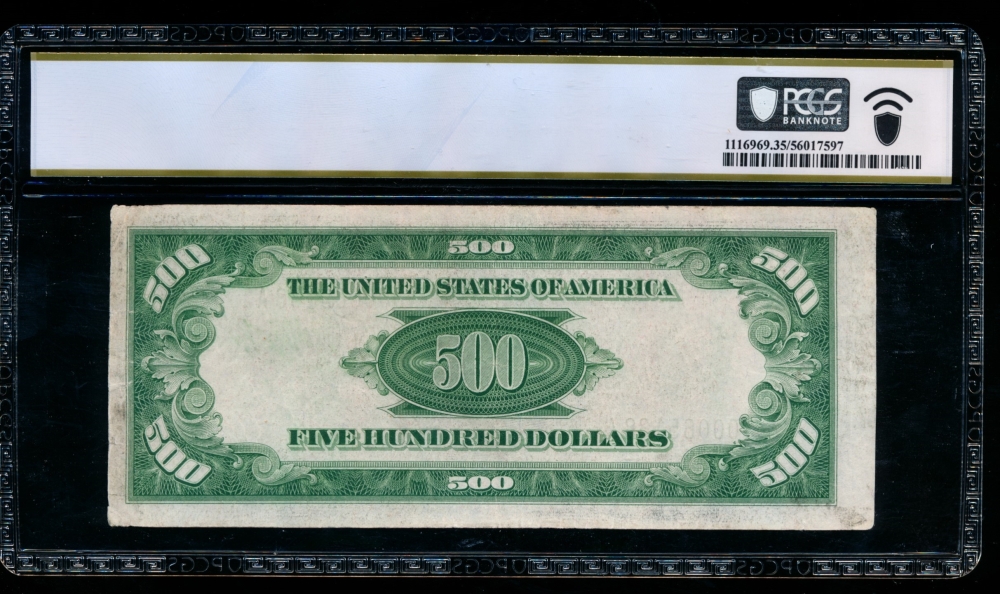 PCGS
BANKNOTE
1116969.35/56017597
500
500 500
THE UNITED STATES OF AMERICA
500
FIVE HUNDRED DOLLARS
500 500
500